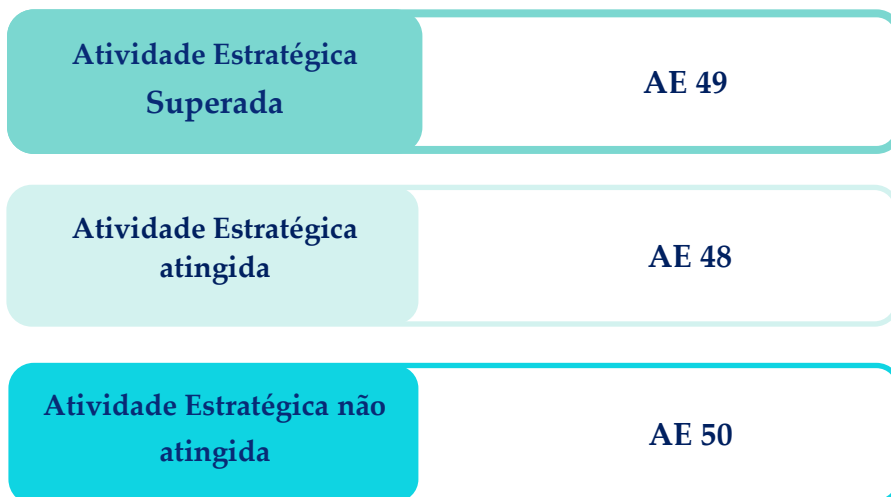 Atividade Estratégica
Superada
AE 49
Atividade Estratégica
atingida
AE 48
Atividade Estratégica não
atingida
AE 50